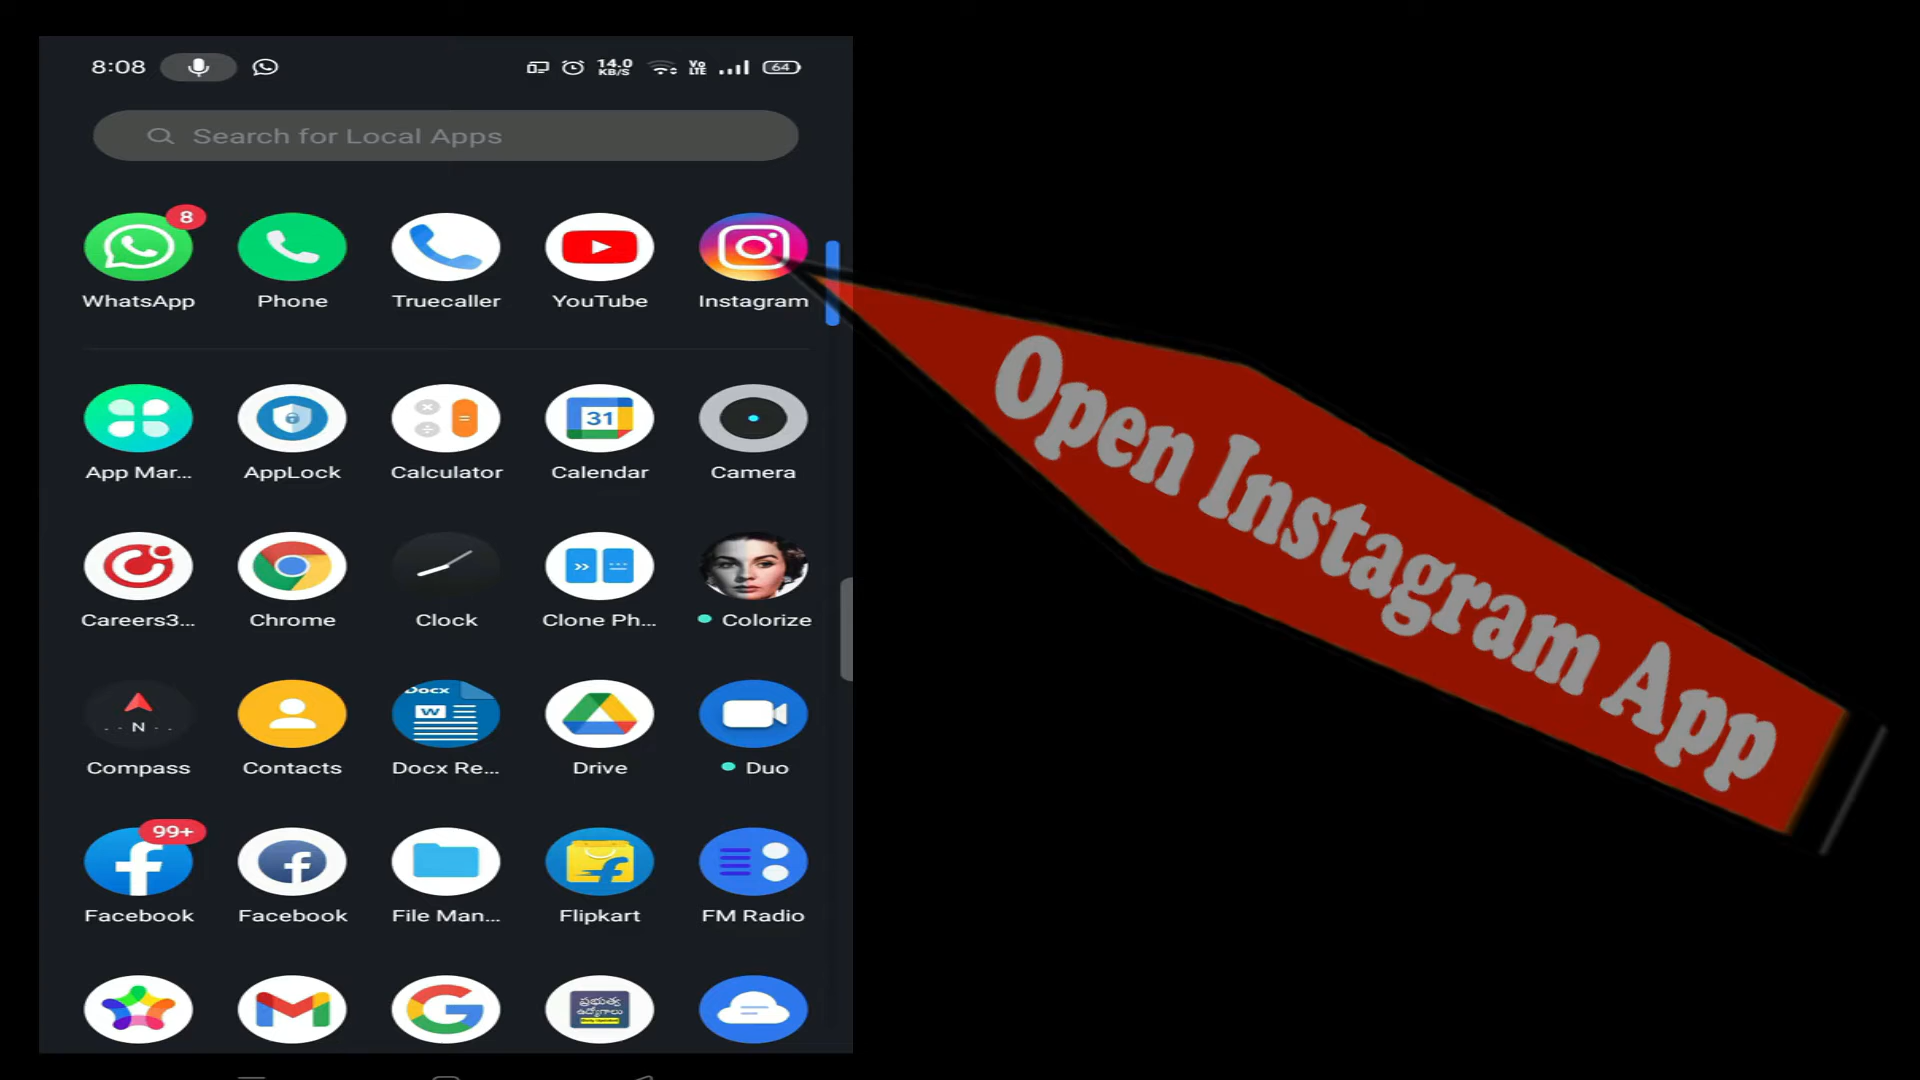 8:08
14.0
KB/S
Vo
LTE
64
Search for Local Apps
8
WhatsApp
Phone
Truecaller
YouTube
Instagram
Open Instagram App
31
App Mar...
AppLock
Calculator
Calendar
Camera
Careers3...
Chrome
Clock
Clone Ph...
Colorize
N
Docx
W
Compass
Contacts
Docx Re...
Drive
Duo
99+
Facebook
Facebook
File Man...
Flipkart
FM Radio
ప్రభుత్వ
ఉద్యోగాలు